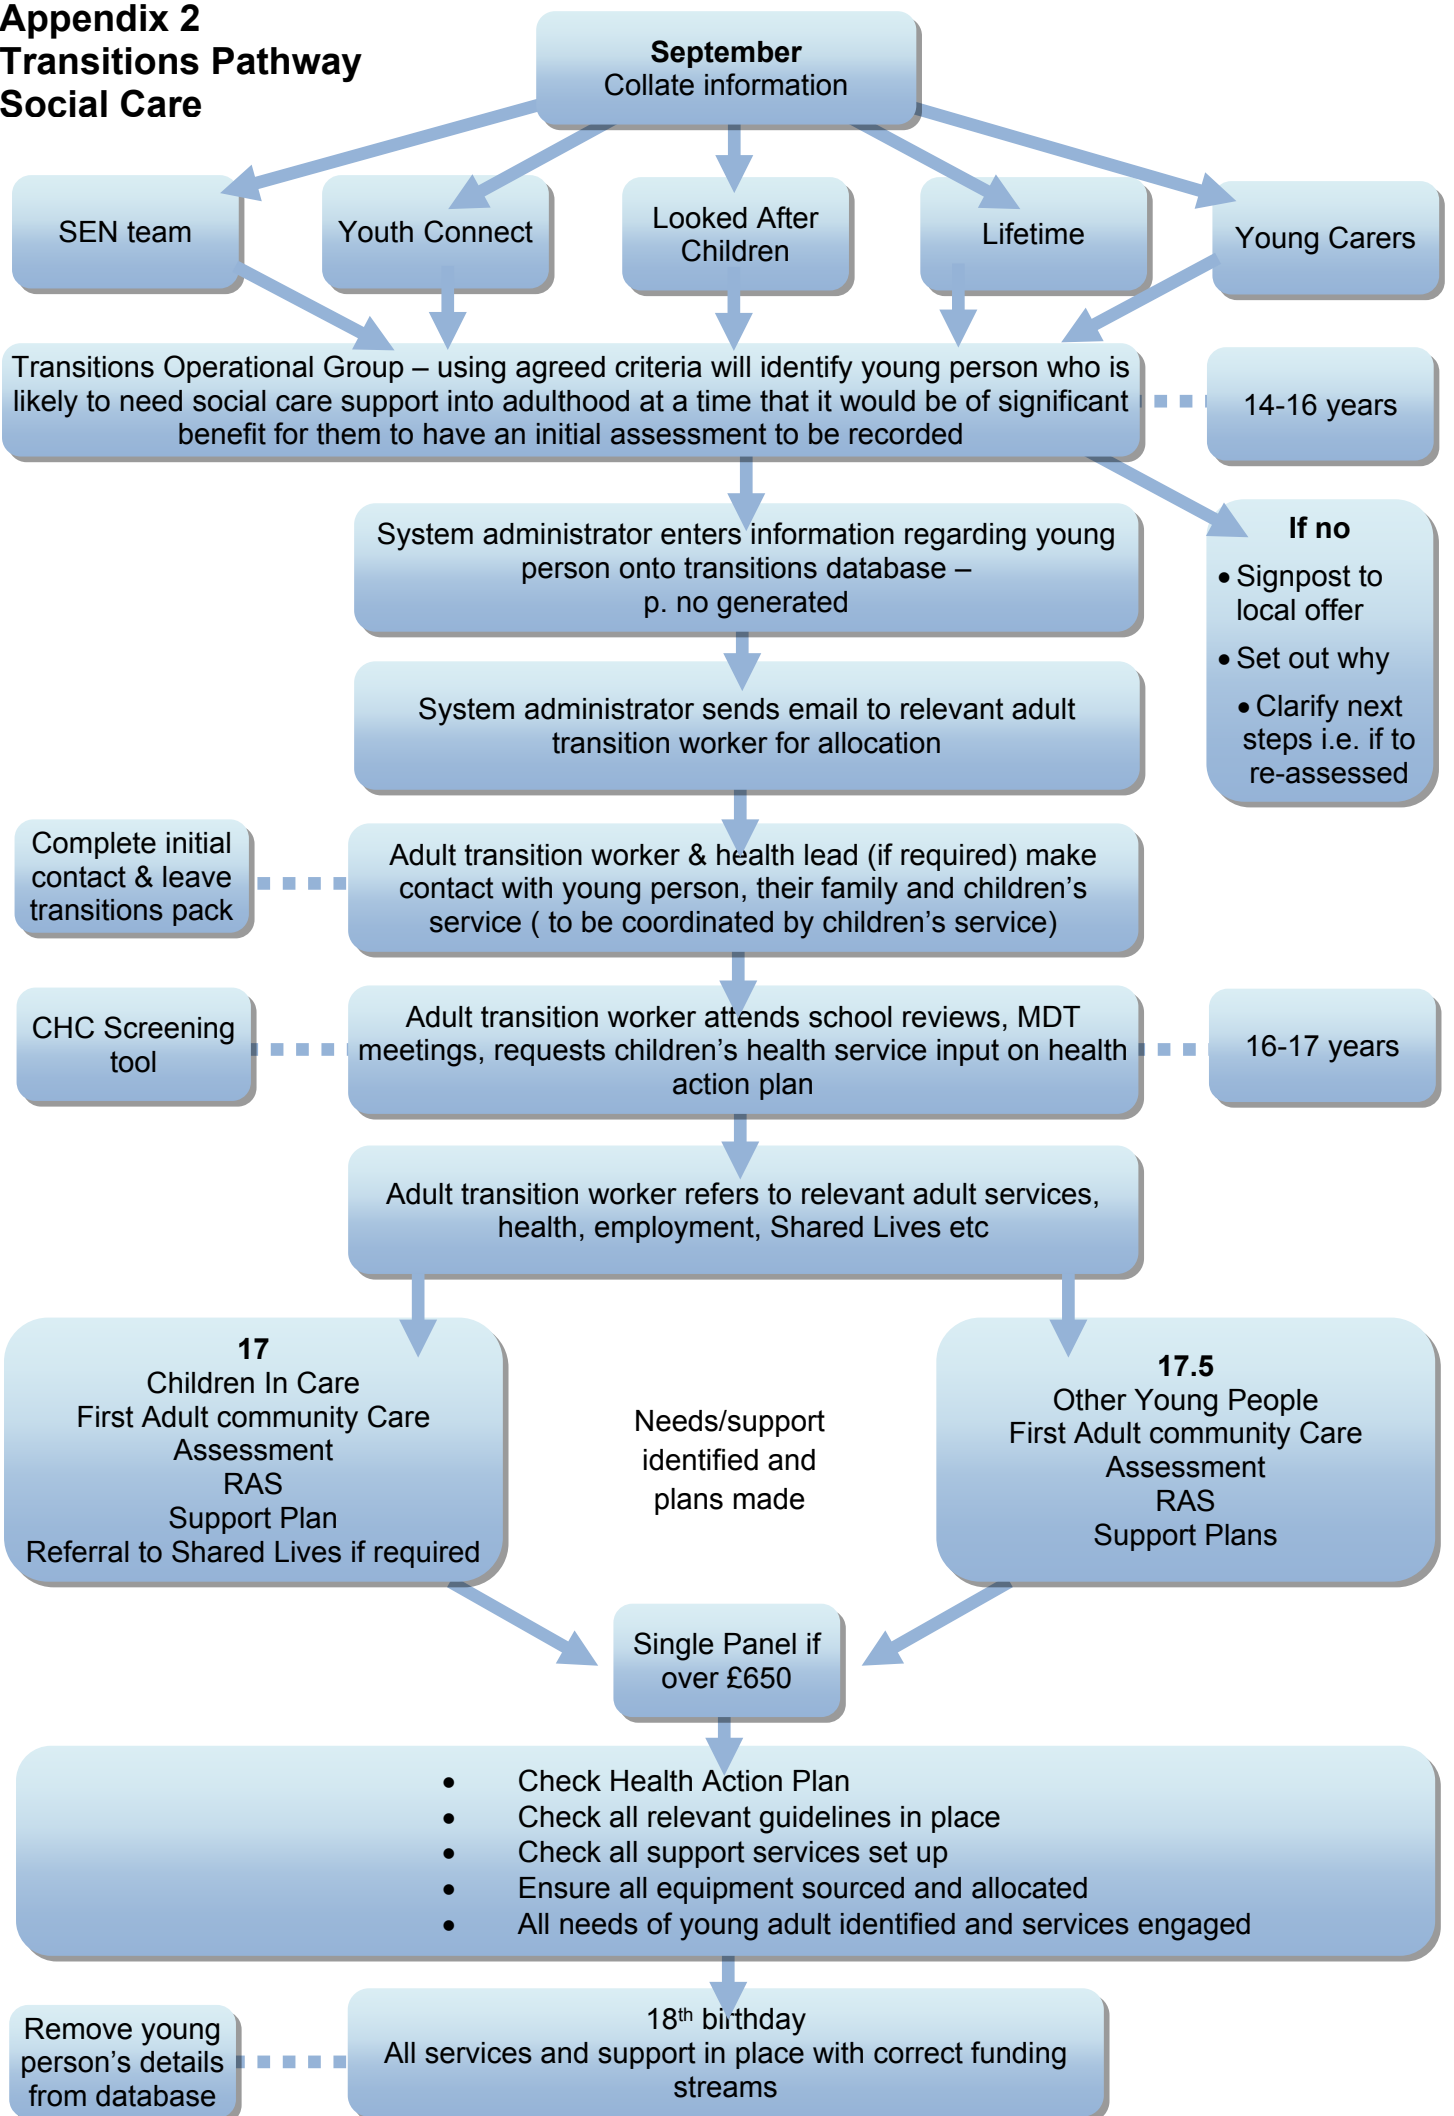 Appendix 2
Transitions Pathway
Social Care
September
Collate information
SEN team
Youth Connect
Looked After
Children
Lifetime
Young Carers
Transitions Operational Group – using agreed criteria will identify young person who is
likely to need social care support into adulthood at a time that it would be of significant
benefit for them to have an initial assessment to be recorded
14-16 years
System administrator enters information regarding young
person onto transitions database –
p. no generated
If no
• Signpost to
local offer
• Set out why
• Clarify next
steps i.e. if to
re-assessed
System administrator sends email to relevant adult
transition worker for allocation
Complete initial
contact & leave
transitions pack
Adult transition worker & health lead (if required) make
contact with young person, their family and children’s
service ( to be coordinated by children’s service)
CHC Screening
tool
Adult transition worker attends school reviews, MDT
meetings, requests children’s health service input on health
action plan
16-17 years
Adult transition worker refers to relevant adult services,
health, employment, Shared Lives etc
17
Children In Care
First Adult community Care
Assessment
RAS
Support Plan
Referral to Shared Lives if required
Needs/support
identified and
plans made
17.5
Other Young People
First Adult community Care
Assessment
RAS
Support Plans
Single Panel if
over £650
• Check Health Action Plan
• Check all relevant guidelines in place
• Check all support services set up
• Ensure all equipment sourced and allocated
• All needs of young adult identified and services engaged
Remove young
person’s details
from database
18th birthday
All services and support in place with correct funding
streams